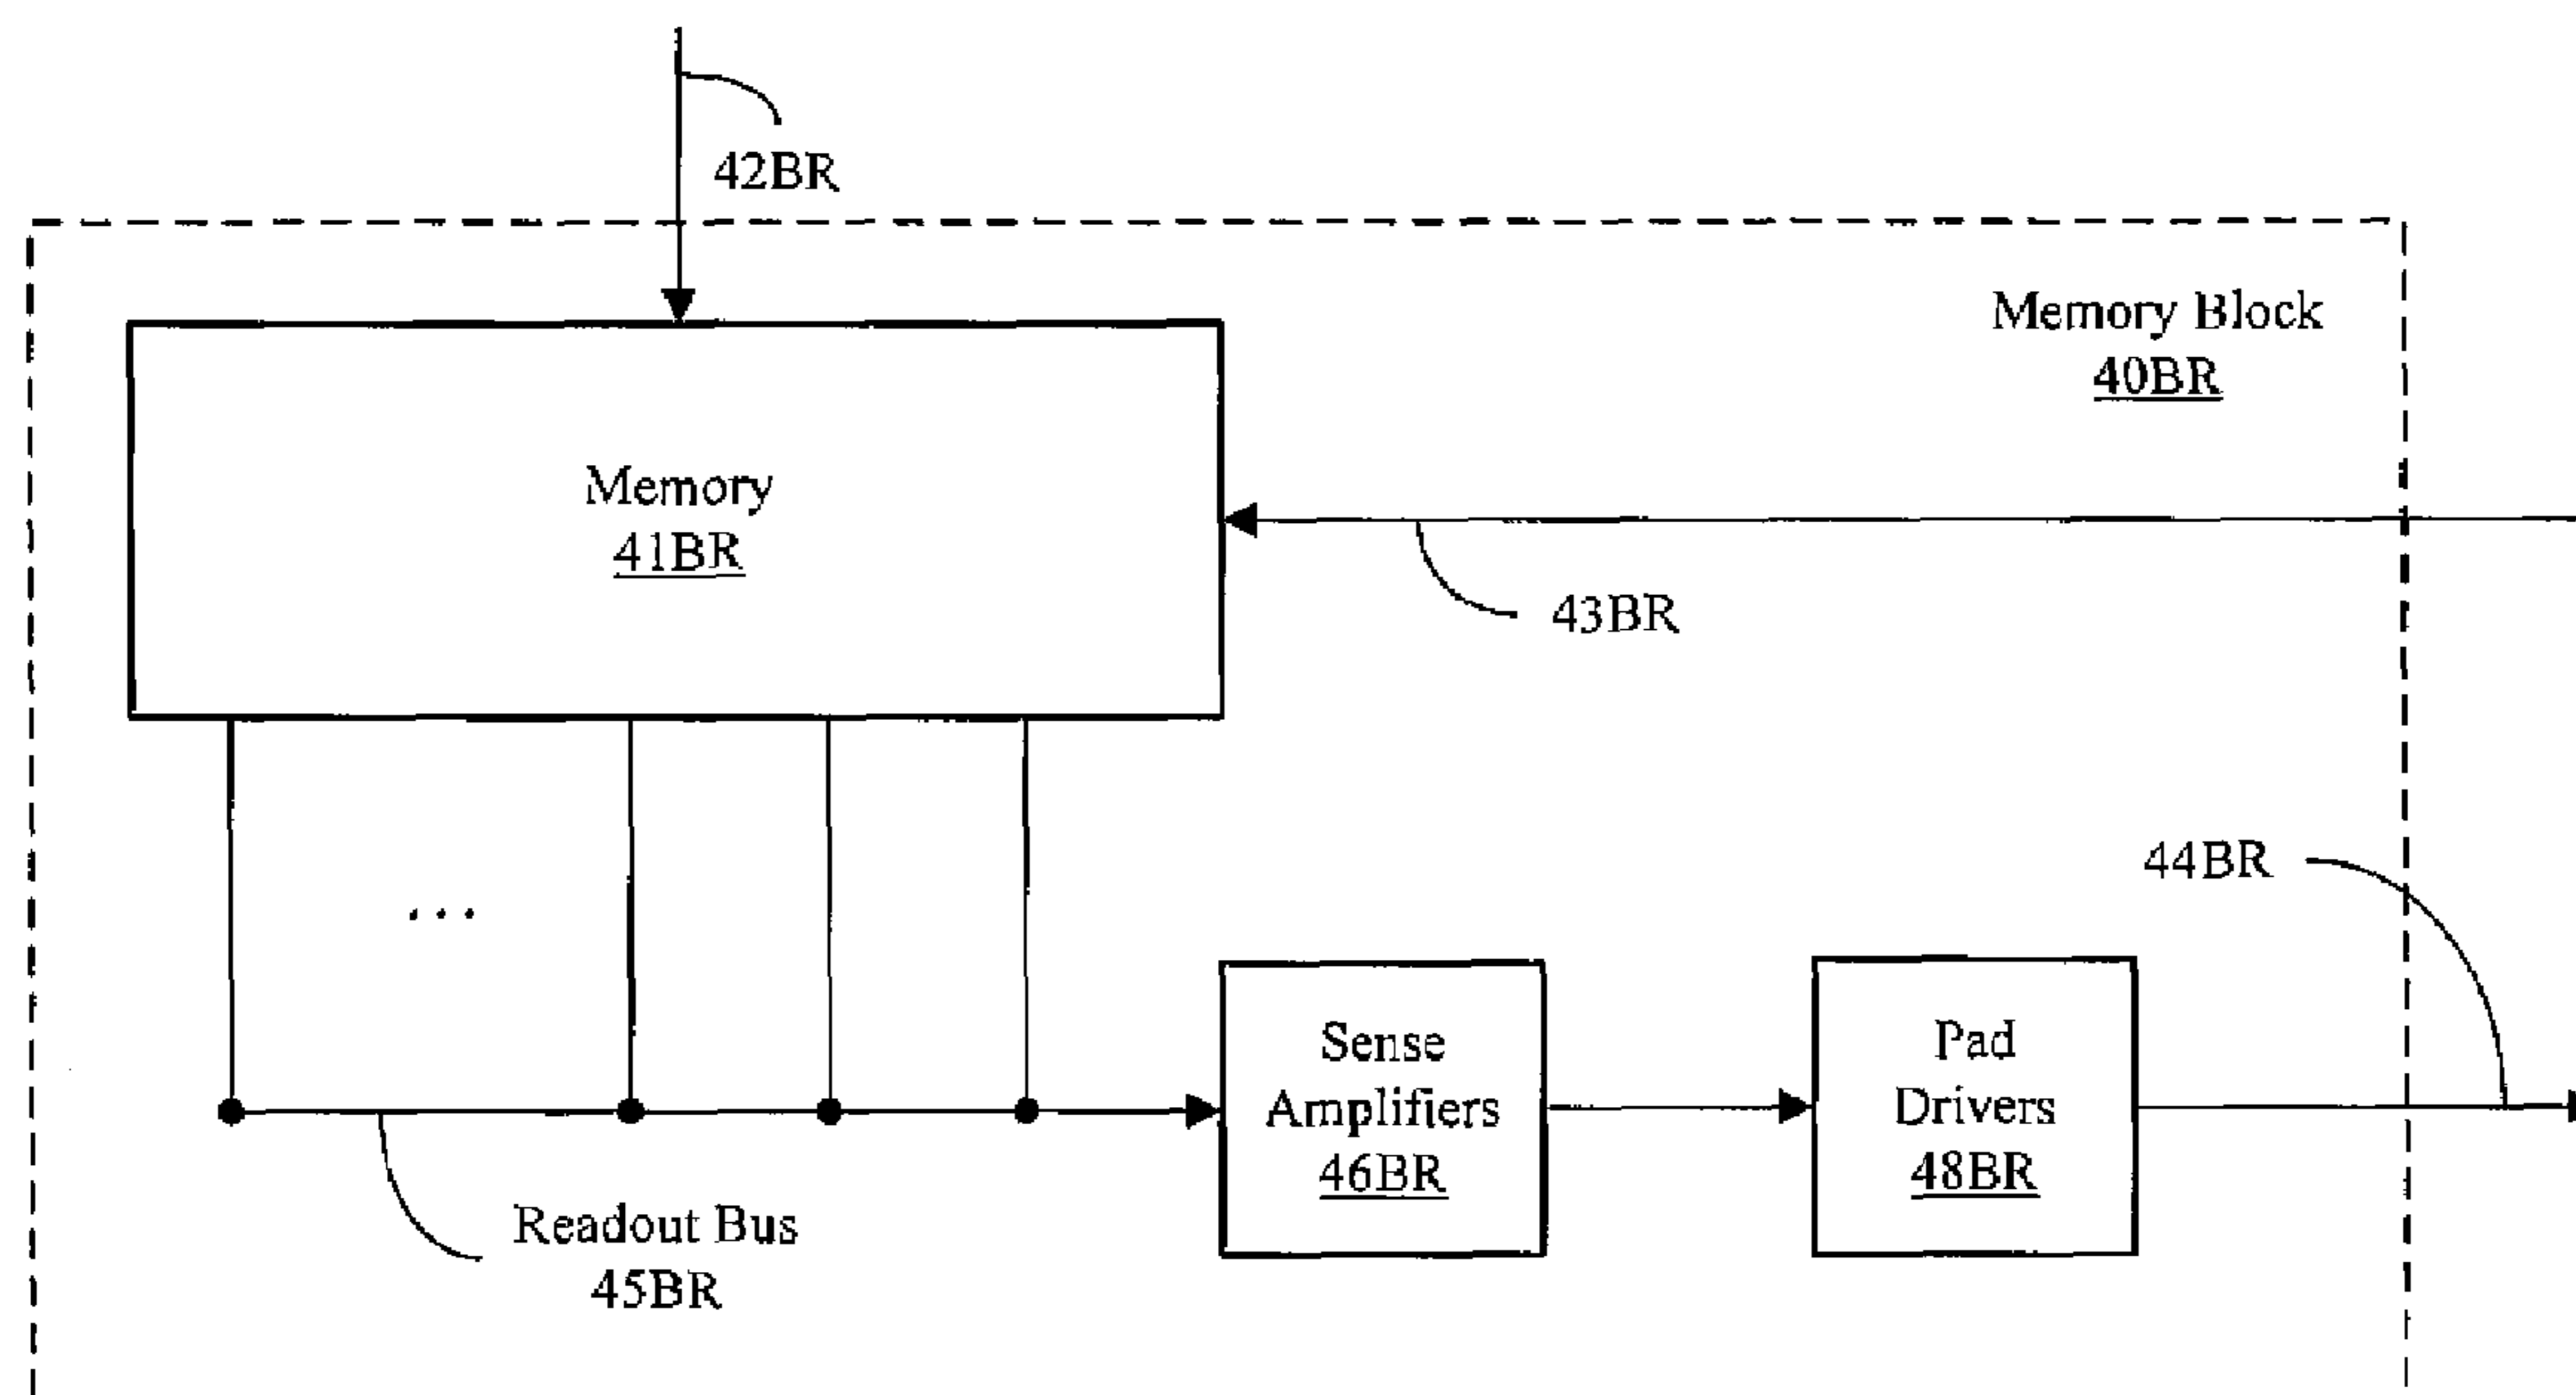 42BR
Memory Block
40BR
Memory
41BR
43BR
44BR
...
Sense
Amplifiers
46BR
Pad
Drivers
48BR
Readout Bus
45BR